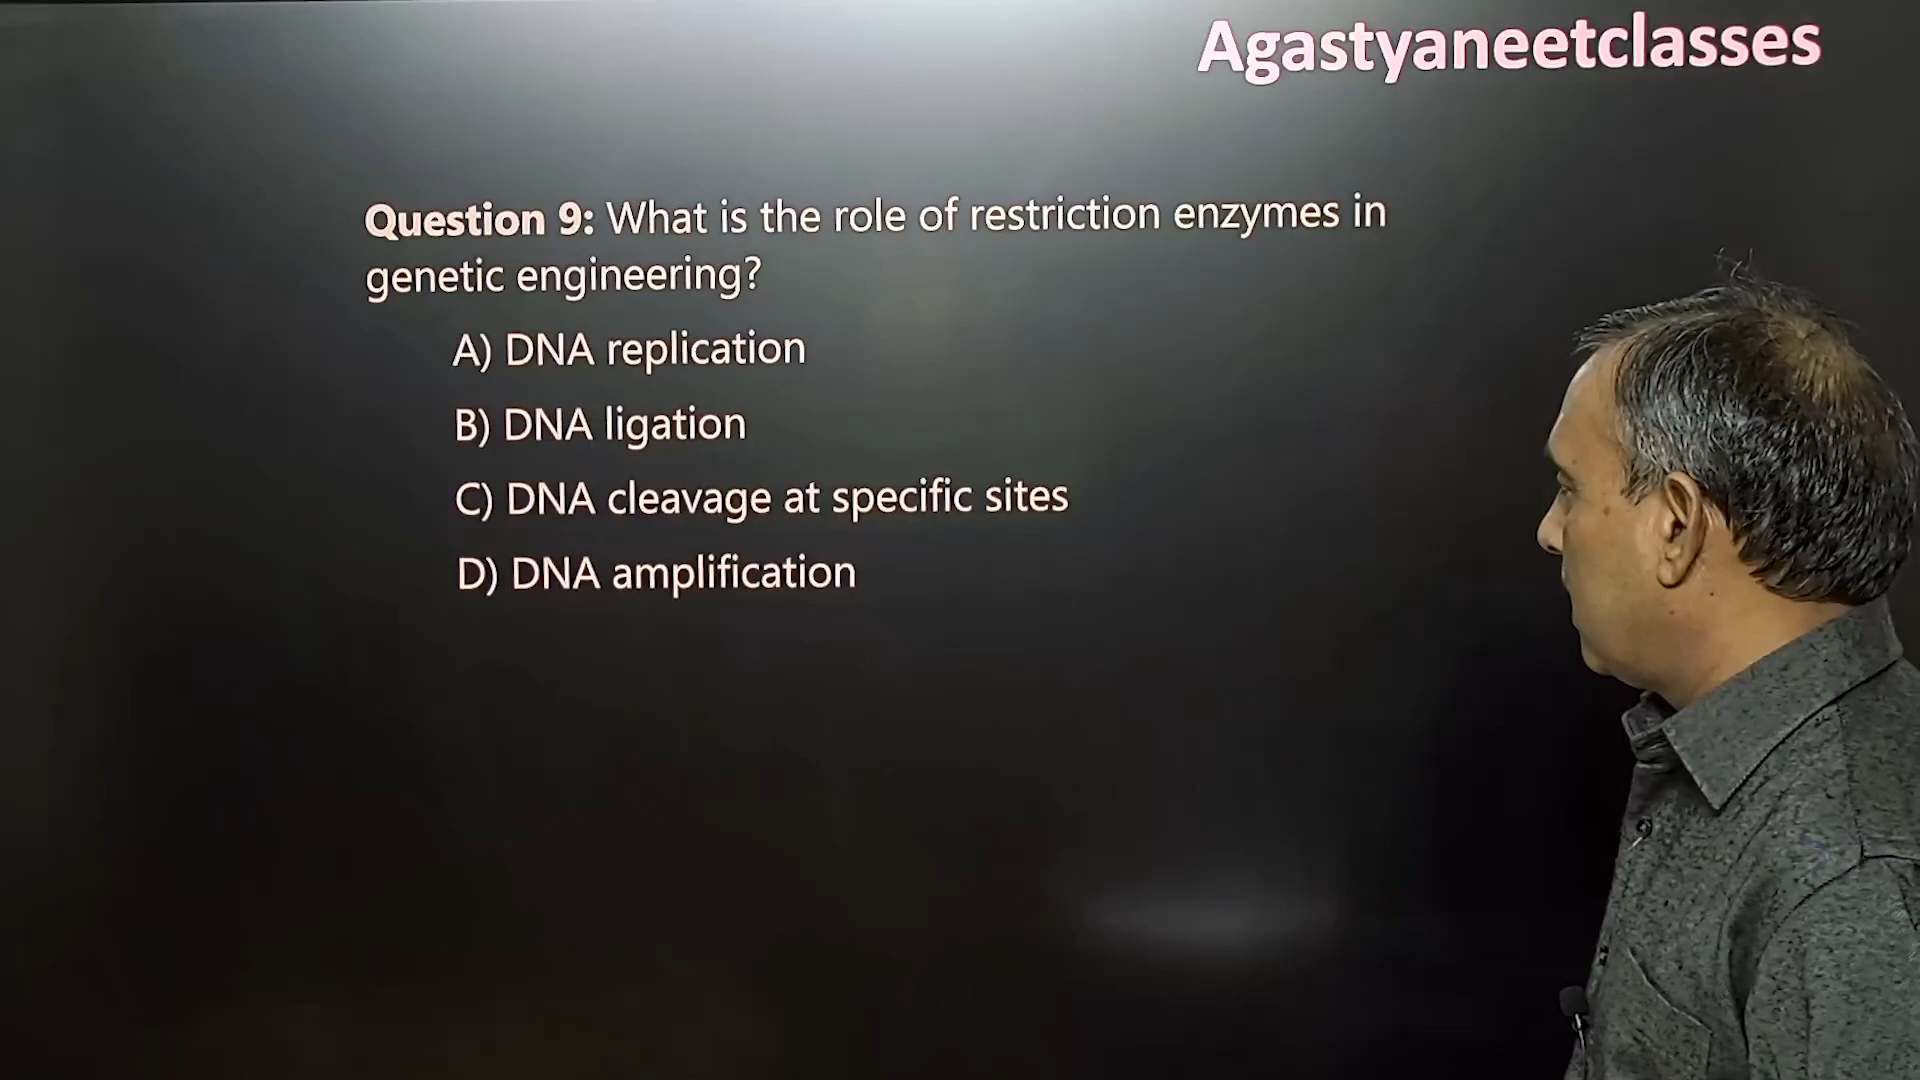 Agastyaneetclasses
Question 9: What is the role of restriction enzymes in
genetic engineering?
A) DNA replication
B) DNA ligation
C) DNA cleavage at specific sites
D) DNA amplification